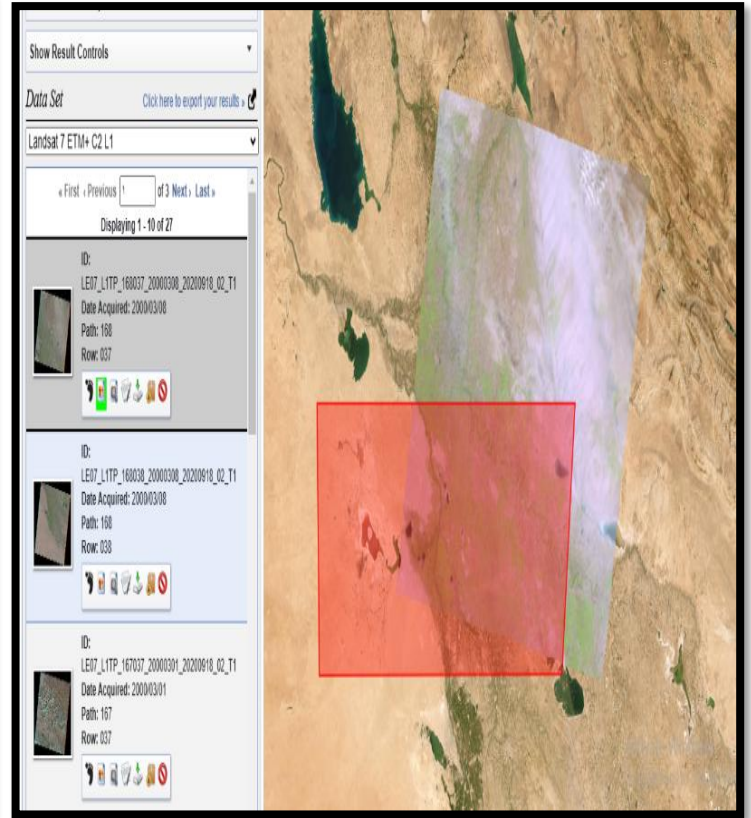 Show Result Controls
Data Set
Click here to export your results »
Landsat 7 ETM+ C2 L1
« First ‹ Previous 1 of 3 Next › Last »
Displaying 1 - 10 of 27
ID:
LE07_L1TP_168037_20000308_20200918_02_T1
Date Acquired: 2000/03/08
Path: 168
Row: 037
ID:
LE07_L1TP_168038_20000308_20200918_02_T1
Date Acquired: 2000/03/08
Path: 168
Row: 038
ID:
LE07_L1TP_167037_20000301_20200918_02_T1
Date Acquired: 2000/03/01
Path: 167
Row: 037